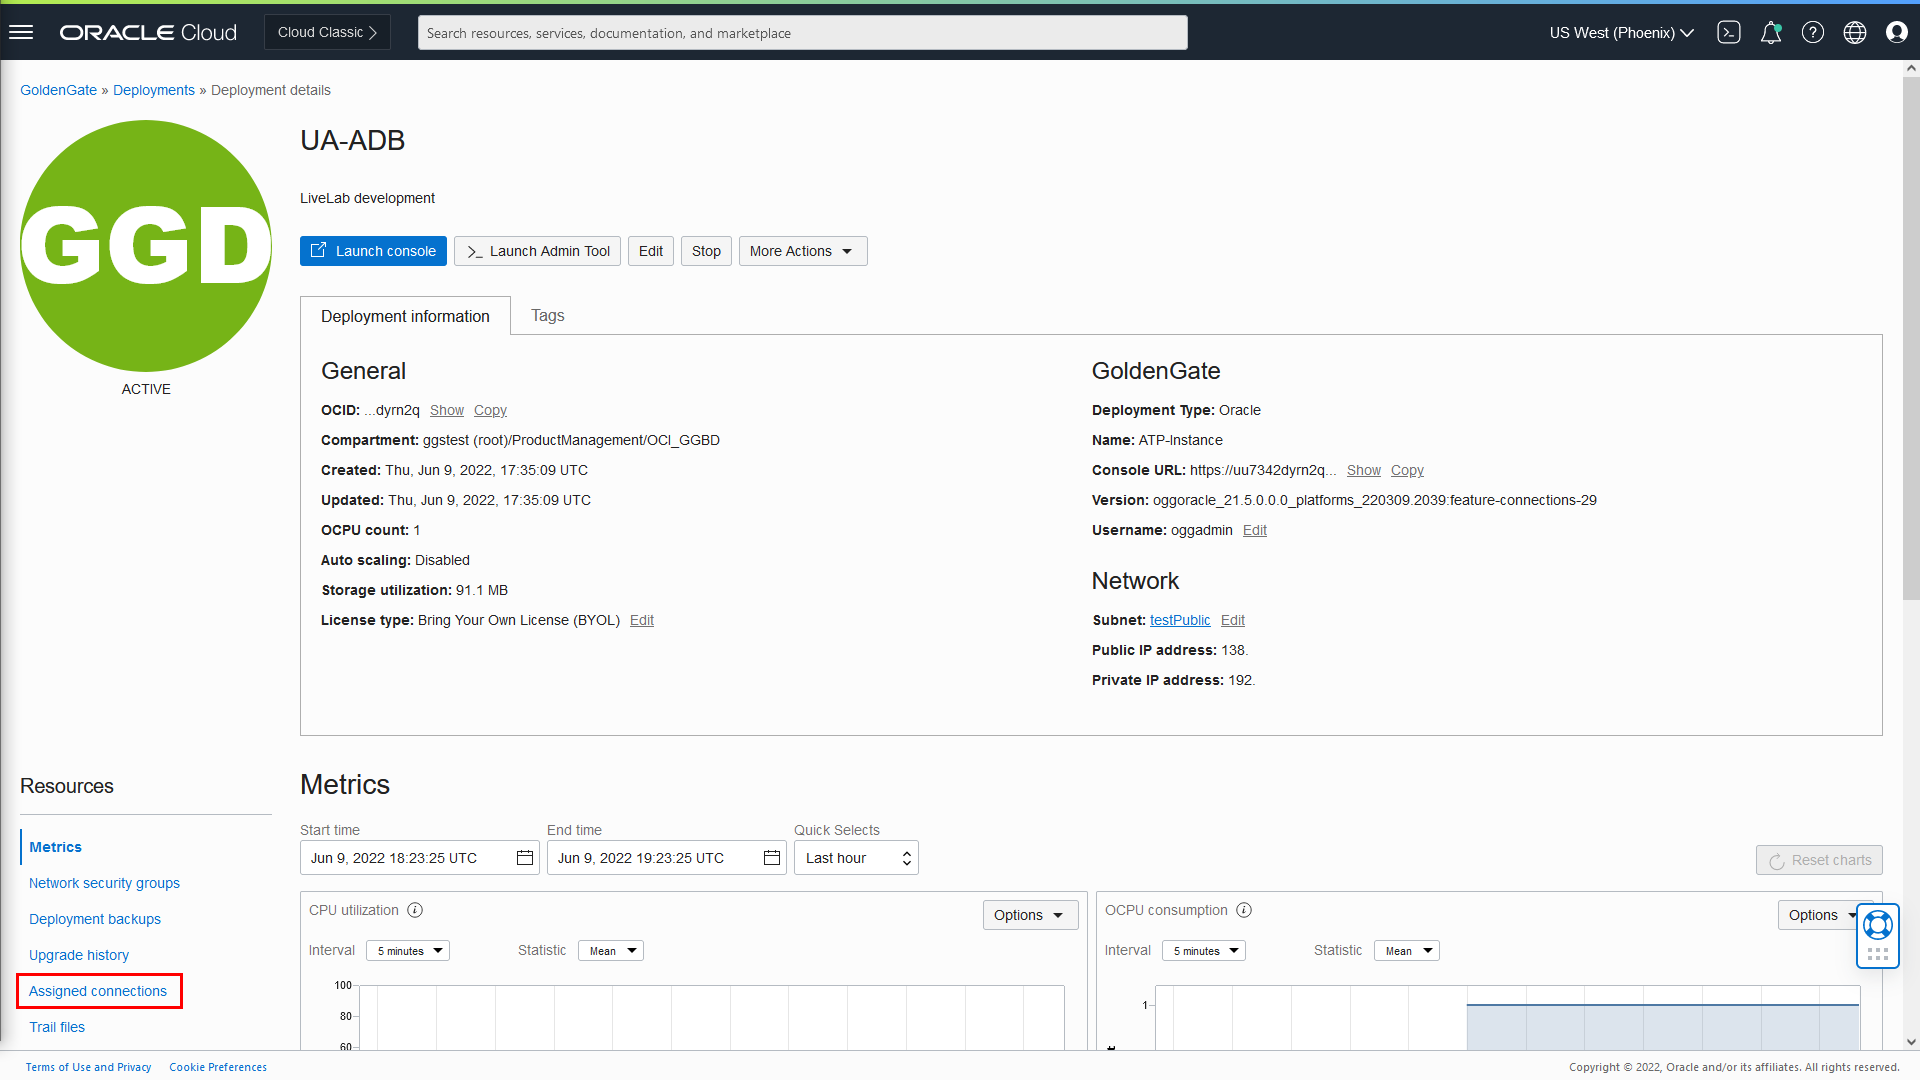 ORACLE Cloud
Cloud Classic
Search resources, services, documentation, and marketplace
US West (Phoenix)
GoldenGate » Deployments » Deployment details
GGD
ACTIVE
UA-ADB
LiveLab development
Launch console
Launch Admin Tool
Edit
Stop
More Actions
Deployment information
Tags
General
OCID: ...dyrn2q Show Copy
Compartment: ggstest (root)/ProductManagement/OCI_GGBD
Created: Thu, Jun 9, 2022, 17:35:09 UTC
Updated: Thu, Jun 9, 2022, 17:35:09 UTC
OCPU count: 1
Auto scaling: Disabled
Storage utilization: 91.1 MB
License type: Bring Your Own License (BYOL) Edit
GoldenGate
Deployment Type: Oracle
Name: ATP-Instance
Console URL: https://uu7342dyrn2q... Show Copy
Version: oggoracle_21.5.0.0.0_platforms_220309.2039:feature-connections-29
Username: oggadmin Edit
Network
Subnet: testPublic Edit
Public IP address: 138.
Private IP address: 192.
Resources
Metrics
Network security groups
Deployment backups
Upgrade history
Assigned connections
Trail files
Metrics
Start time
Jun 9, 2022 18:23:25 UTC
End time
Jun 9, 2022 19:23:25 UTC
Quick Selects
Last hour
Reset charts
CPU utilization
Options
Interval
5 minutes
Statistic
Mean
100
80
60
OCPU consumption
Options
Interval
5 minutes
Statistic
Mean
1
Terms of Use and Privacy
Cookie Preferences
Copyright © 2022, Oracle and/or its affiliates. All rights reserved.